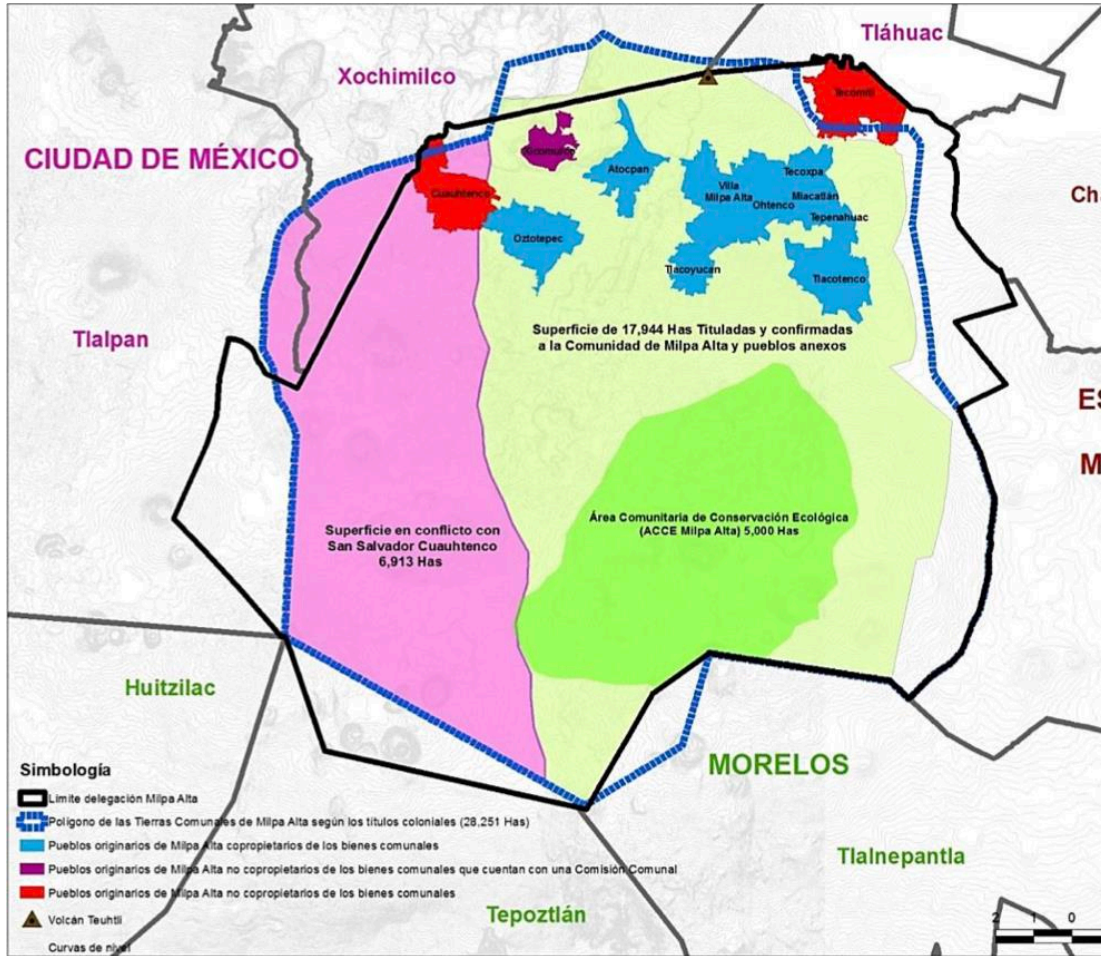 Tláhuac
Xochimilco
CIUDAD DE MÉXICO
Tecomitl
Atocpan
Tecoxpa
Cuauhtenco
Villa
Milpa Alta
Miacatlán
Ohtenco
Cha
Tepenahuac
Oztotepec
Tlacoyucan
Tlacotenco
Tlalpan
Superficie de 17,944 Has Tituladas y confirmadas
a la Comunidad de Milpa Alta y pueblos anexos
ES
M
Área Comunitaria de Conservación Ecológica
(ACCE Milpa Alta) 5,000 Has
Superficie en conflicto con
San Salvador Cuauhtenco
6,913 Has
Huitzilac
MORELOS
Simbología
Límite delegación Milpa Alta
Polígono de las Tierras Comunales de Milpa Alta según los títulos coloniales (28,251 Has)
Pueblos originarios de Milpa Alta copropietarios de los bienes comunales
Tlalnepantla
Pueblos originarios de Milpa Alta no copropietarios de los bienes comunales que cuentan con una Comisión Comunal
Pueblos originarios de Milpa Alta no copropietarios de los bienes comunales
Tepoztlán
Volcán Teuhtli
2 1 0
Curvas de nivel